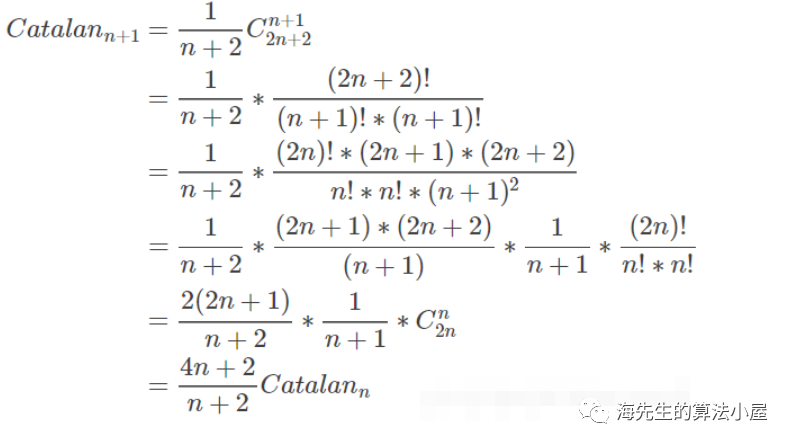 Catalan_{n+1} = \frac{1}{n+2} C_{2n+2}^{n+1}
= \frac{1}{n+2} * \frac{(2n+2)!}{(n+1)! * (n+1)!}
= \frac{1}{n+2} * \frac{(2n)! * (2n+1) * (2n+2)}{n! * n! * (n+1)^2}
= \frac{1}{n+2} * \frac{(2n+1) * (2n+2)}{(n+1)} * \frac{1}{n+1} * \frac{(2n)!}{n! * n!}
= \frac{2(2n+1)}{n+2} * \frac{1}{n+1} * C_{2n}^{n}
= \frac{4n+2}{n+2} Catalan_n
海先生的算法小屋